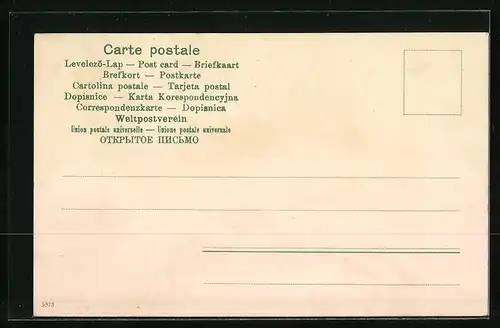 Carte postale
Levelező-Lap — Post card — Briefkaart
Brefkort — Postkarte
Cartolina postale — Tarjeta postal
Dopisnice — Karta Korespondencyjna
Correspondenzkarte — Dopisnica
Weltpostverein
Union postale universelle — Unione postale universale
ОТКРЫТОЕ ПИСЬМО